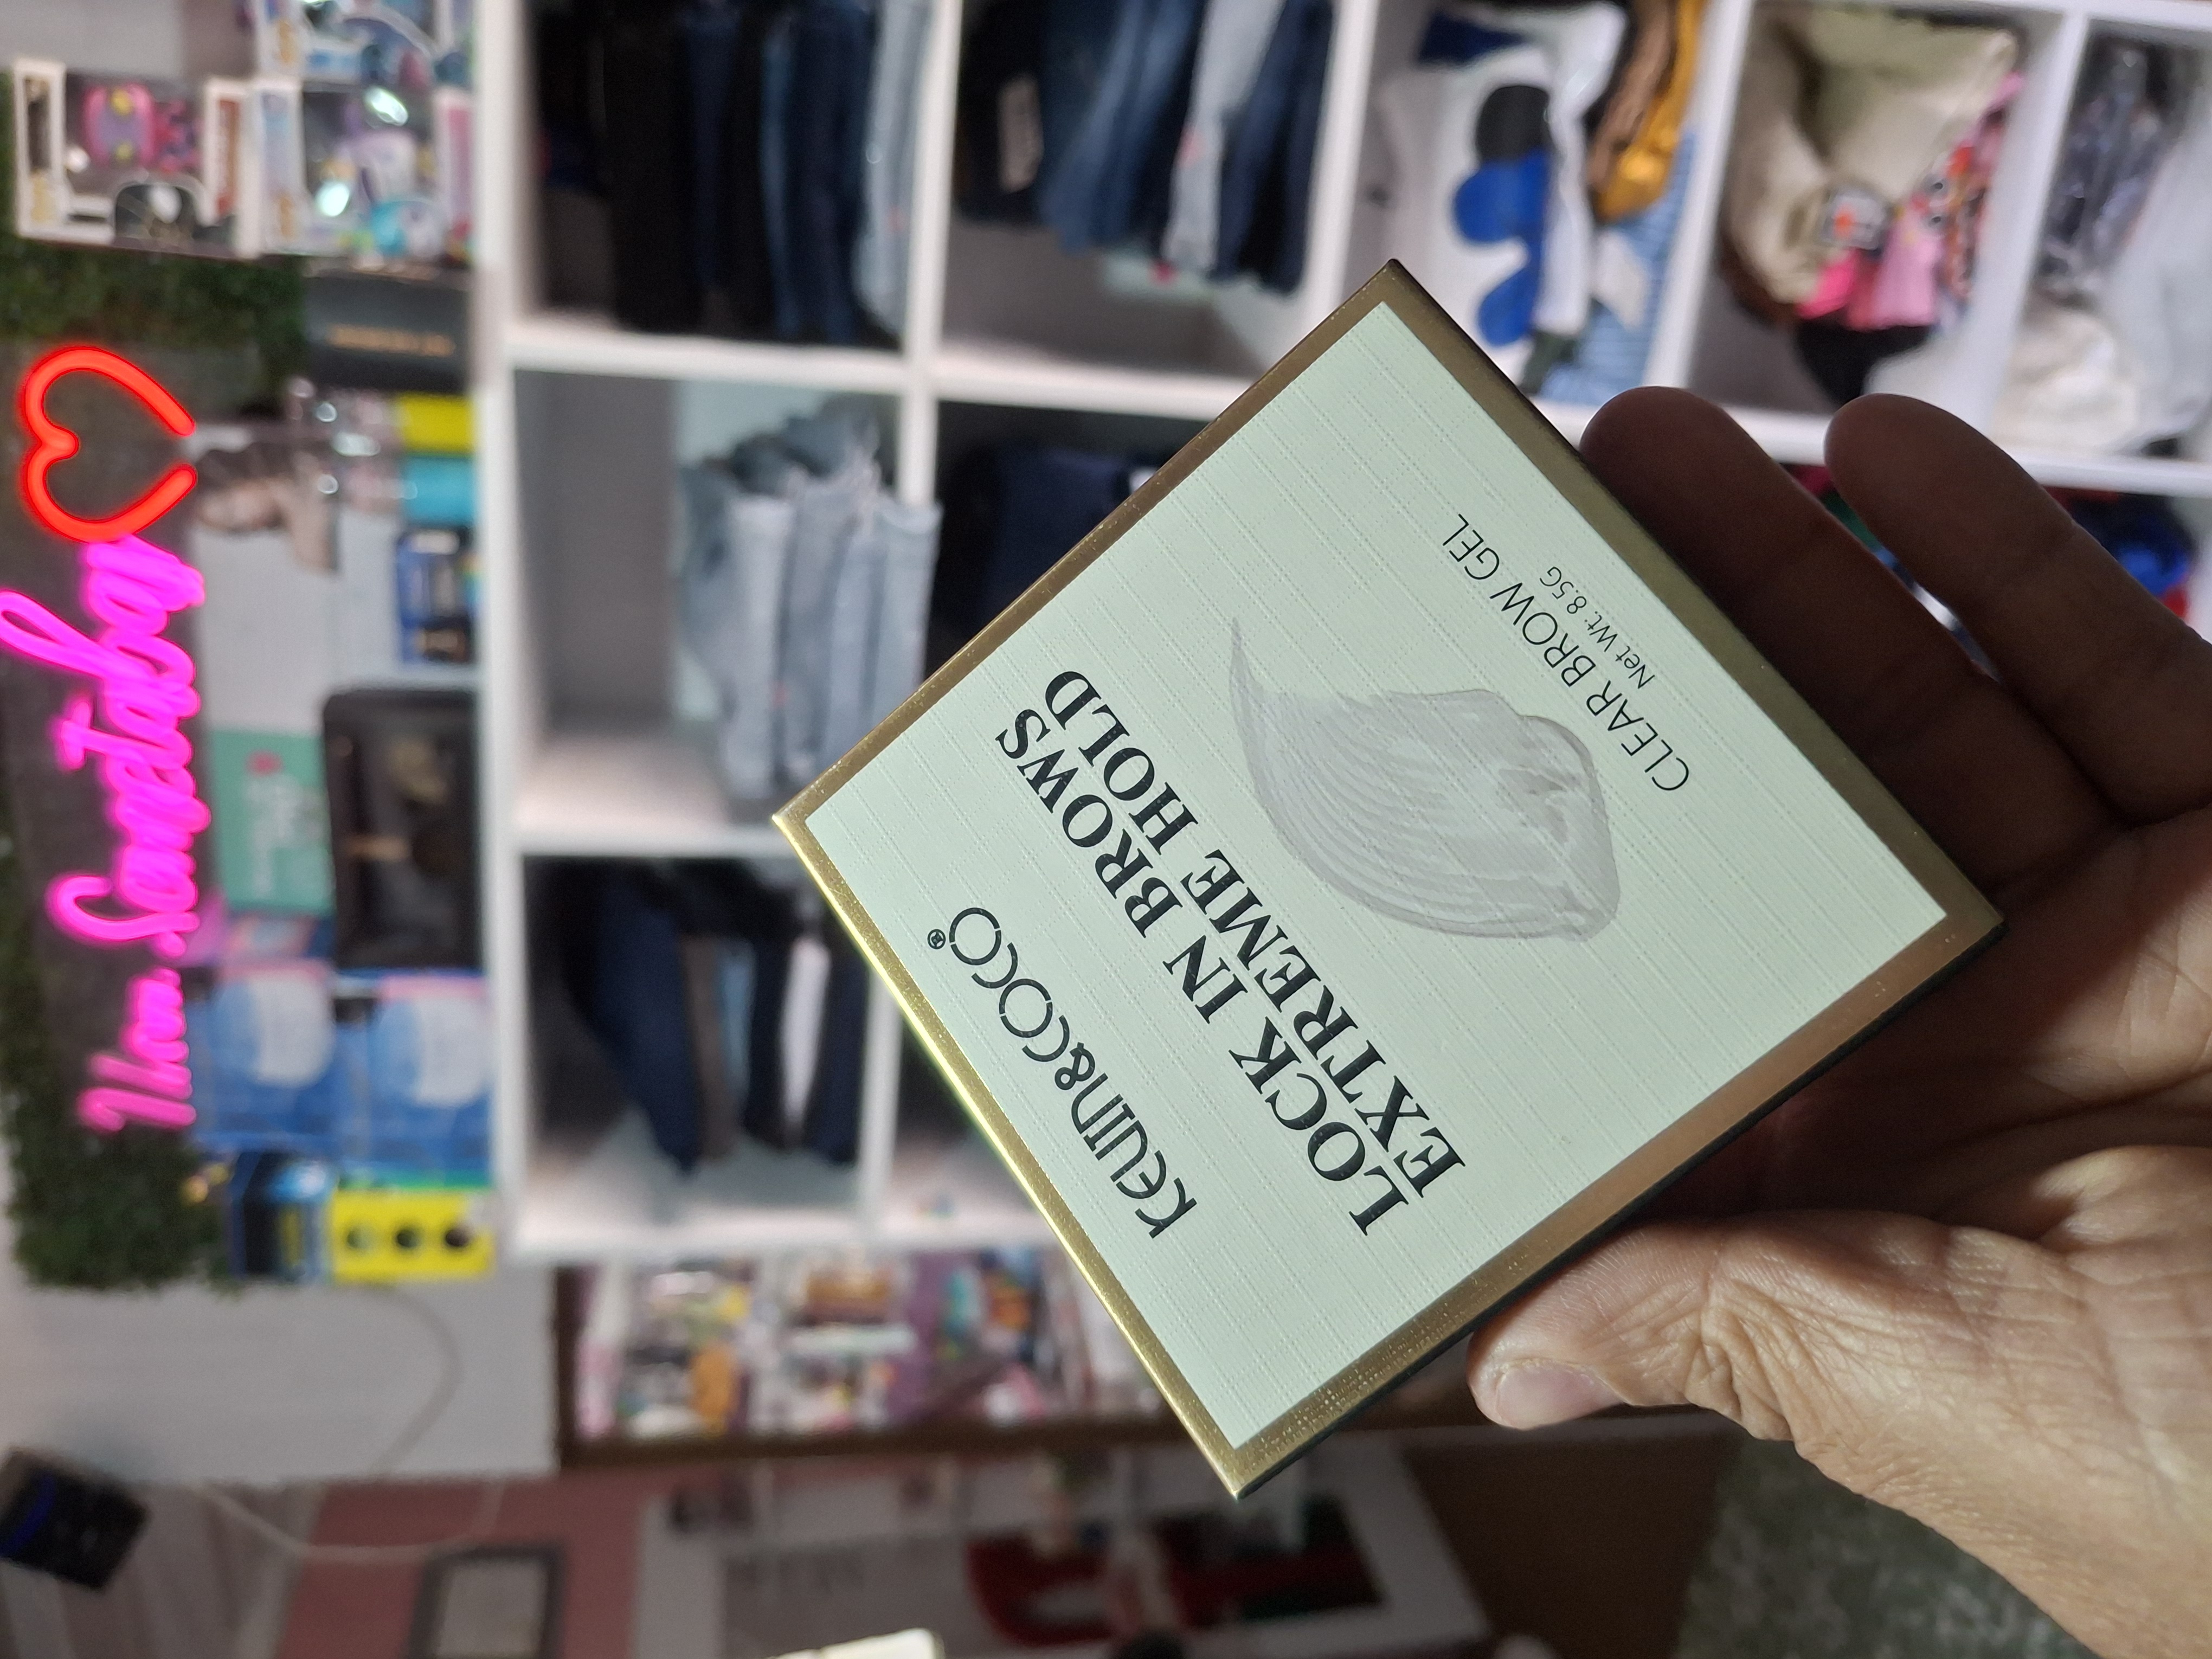 KEVIN&COCO®
LOCK IN BROWS
EXTREME HOLD
CLEAR BROW GEL
Net Wt: 8.5G